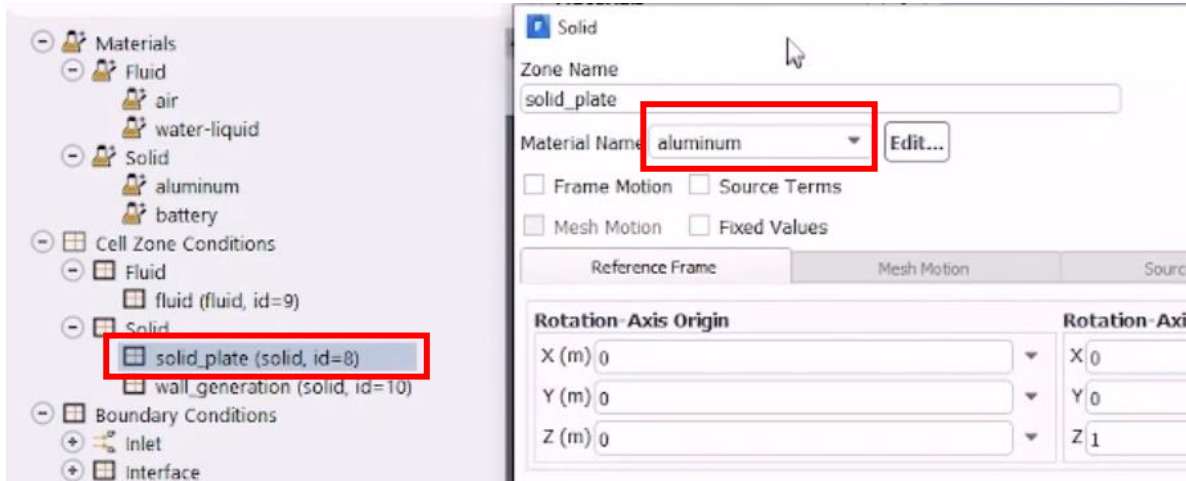 Materials
Fluid
air
water-liquid
Solid
aluminum
battery
Cell Zone Conditions
Fluid
fluid (fluid, id=9)
Solid
solid_plate (solid, id=8)
wall_generation (solid, id=10)
Boundary Conditions
Inlet
Interface
Solid
Zone Name
solid_plate
Material Name aluminum Edit...
Frame Motion Source Terms
Mesh Motion Fixed Values
Reference Frame Mesh Motion Sourc
Rotation-Axis Origin Rotation-Axi
X (m) 0 X 0
Y (m) 0 Y 0
Z (m) 0 Z 1